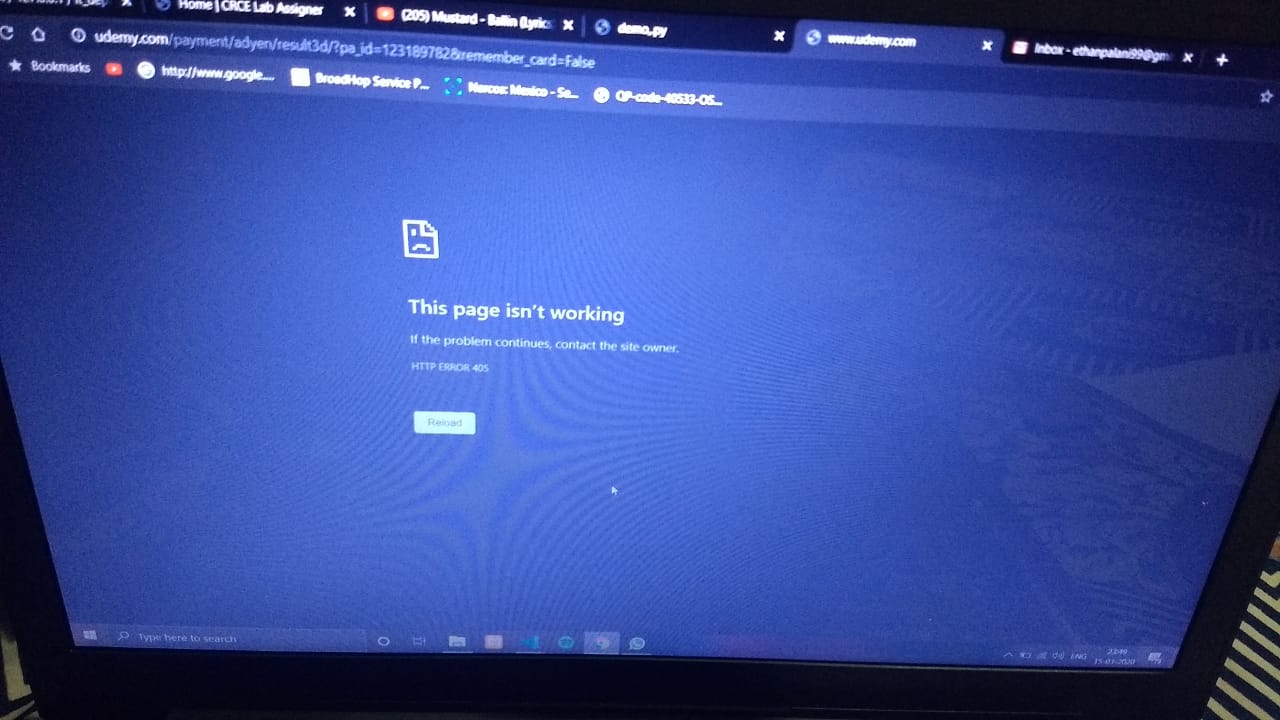 Home | CRCE Lab Assigner
(205) Mustard - Ballin (Lyrics
demo.py
www.udemy.com
Inbox - ethanpalani99@gm
udemy.com/payment/adyen/result3d/?pa_id=123189782&remember_card=False
Bookmarks
http://www.google....
BroadHop Service P...
Narcos: Mexico - Se...
QP-code-40533-OS...
This page isn't working
If the problem continues, contact the site owner.
HTTP ERROR 405
Reload
Type here to search
ENG
23:49
15-03-2020